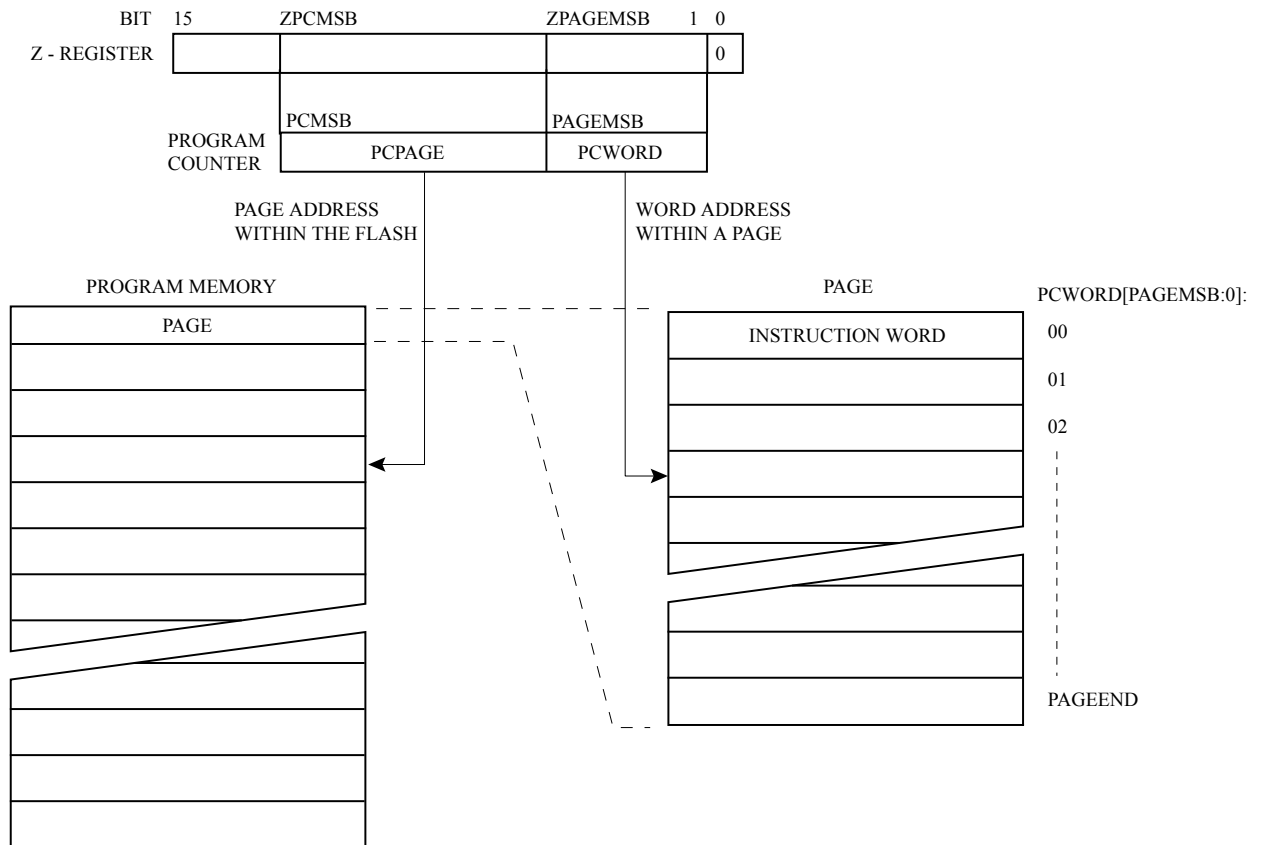 BIT 15 ZPCMSB ZPAGEMSB 1 0
Z - REGISTER 0
PCMSB PAGEMSB
PROGRAM
COUNTER
PCPAGE PCWORD
PAGE ADDRESS
WITHIN THE FLASH
WORD ADDRESS
WITHIN A PAGE
PROGRAM MEMORY
PAGE
PAGE
PCWORD[PAGEMSB:0]:
INSTRUCTION WORD
00
01
02
PAGEEND